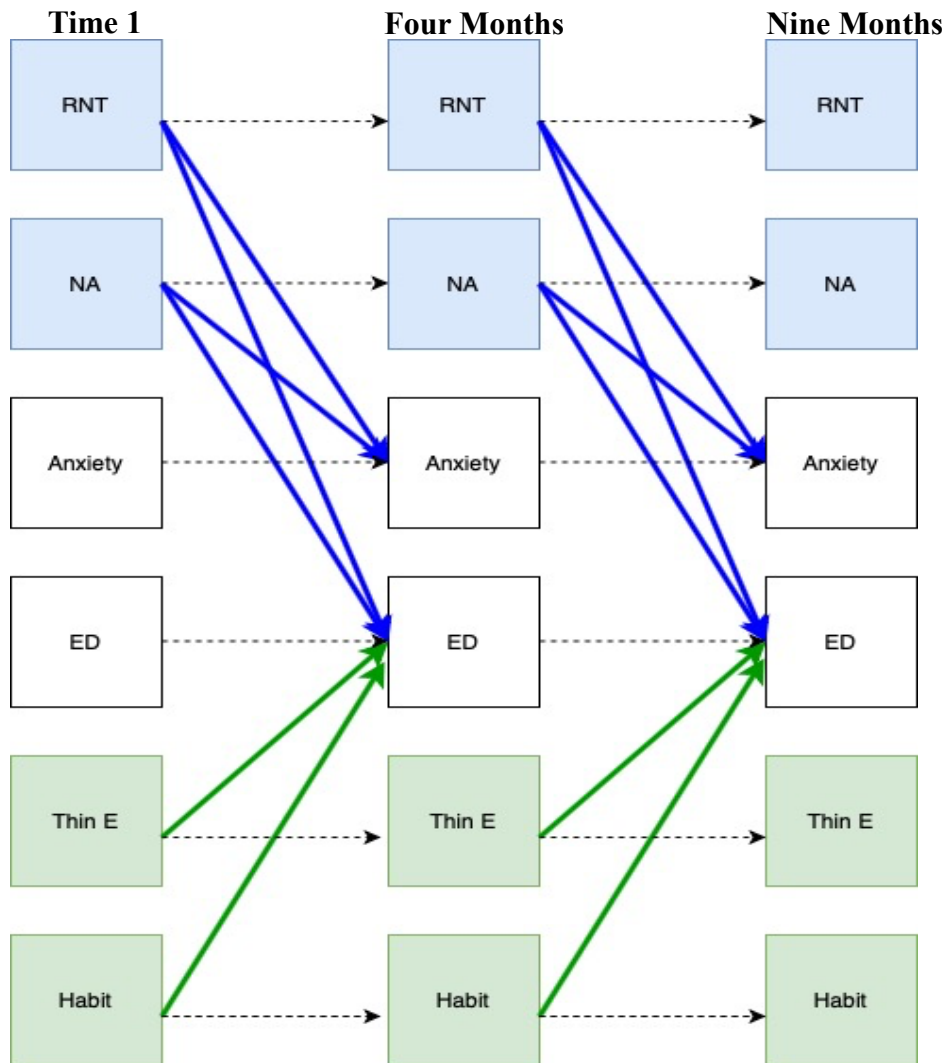 Time 1 Four Months Nine Months
RNT RNT RNT
NA NA NA
Anxiety Anxiety Anxiety
ED ED ED
Thin E Thin E Thin E
Habit Habit Habit